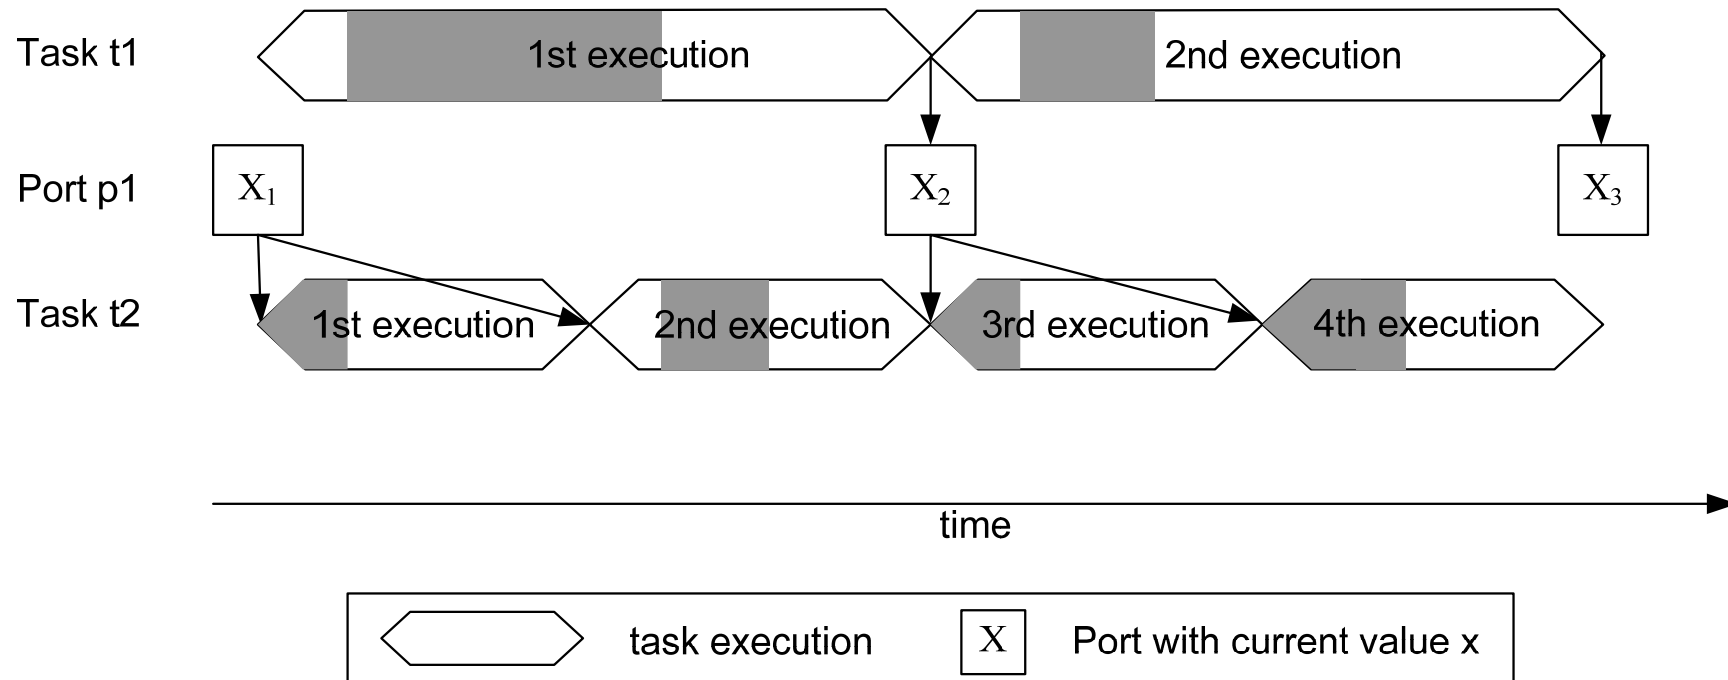 Task t1
1st execution
2nd execution
Port p1
X₁
X₂
X₃
Task t2
1st execution
2nd execution
3rd execution
4th execution
time
task execution
X
Port with current value x